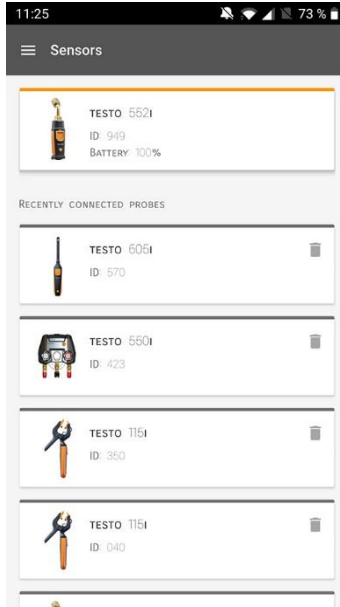 11:25
73 %
Sensors
TESTO 552I
ID: 949
BATTERY: 100%
RECENTLY CONNECTED PROBES
TESTO 605I
ID: 570
TESTO 550I
ID: 423
TESTO 115I
ID: 350
TESTO 115I
ID: 040